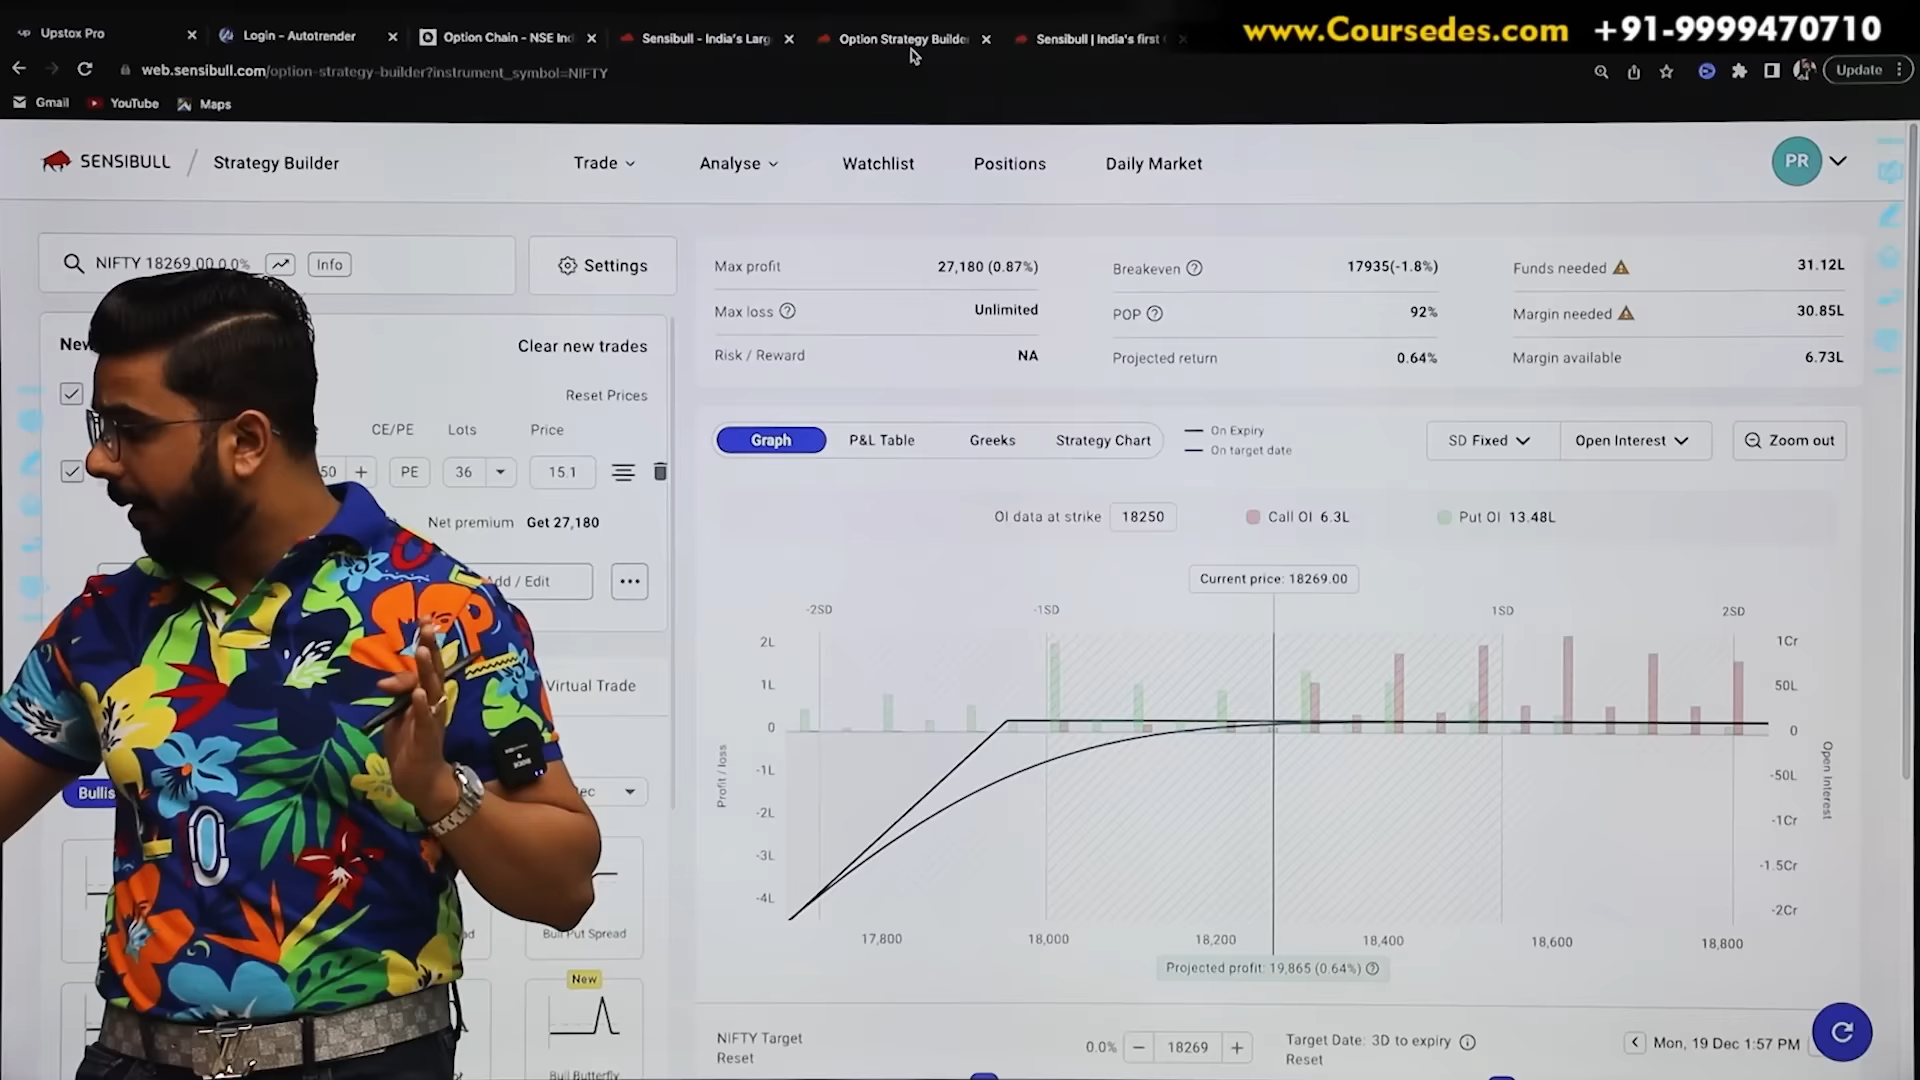 Upstox Pro
Login - Autotrender
Option Chain - NSE Ind
Sensibull - India's Larg
Option Strategy Builde
Sensibull | India's first
www.Coursedes.com +91-9999470710
web.sensibull.com/option-strategy-builder?instrument_symbol=NIFTY
Update
Gmail
YouTube
Maps
SENSIBULL / Strategy Builder
Trade
Analyse
Watchlist
Positions
Daily Market
PR
NIFTY 18269.00 0.0%
Info
Settings
Max profit 27,180 (0.87%)
Max loss Unlimited
Risk / Reward NA
Breakeven 17935(-1.8%)
POP 92%
Projected return 0.64%
Funds needed 31.12L
Margin needed 30.85L
Margin available 6.73L
New
Clear new trades
Reset Prices
CE/PE Lots Price
50 + PE 36 15.1
Net premium Get 27,180
Add / Edit
Virtual Trade
Bullis
ec
Bull Put Spread
New
Bull Butterfly
Graph
P&L Table
Greeks
Strategy Chart
On Expiry
On target date
SD Fixed
Open Interest
Zoom out
OI data at strike 18250
Call OI 6.3L
Put OI 13.48L
Current price: 18269.00
-2SD -1SD 1SD 2SD
2L
1L
0
-1L
-2L
-3L
-4L
Profit / loss
1Cr
50L
0
-50L
-1Cr
-1.5Cr
-2Cr
Open Interest
17,800 18,000 18,200 18,400 18,600 18,800
Projected profit: 19,865 (0.64%)
NIFTY Target
Reset
0.0% − 18269 +
Target Date: 3D to expiry
Reset
Mon, 19 Dec 1:57 PM